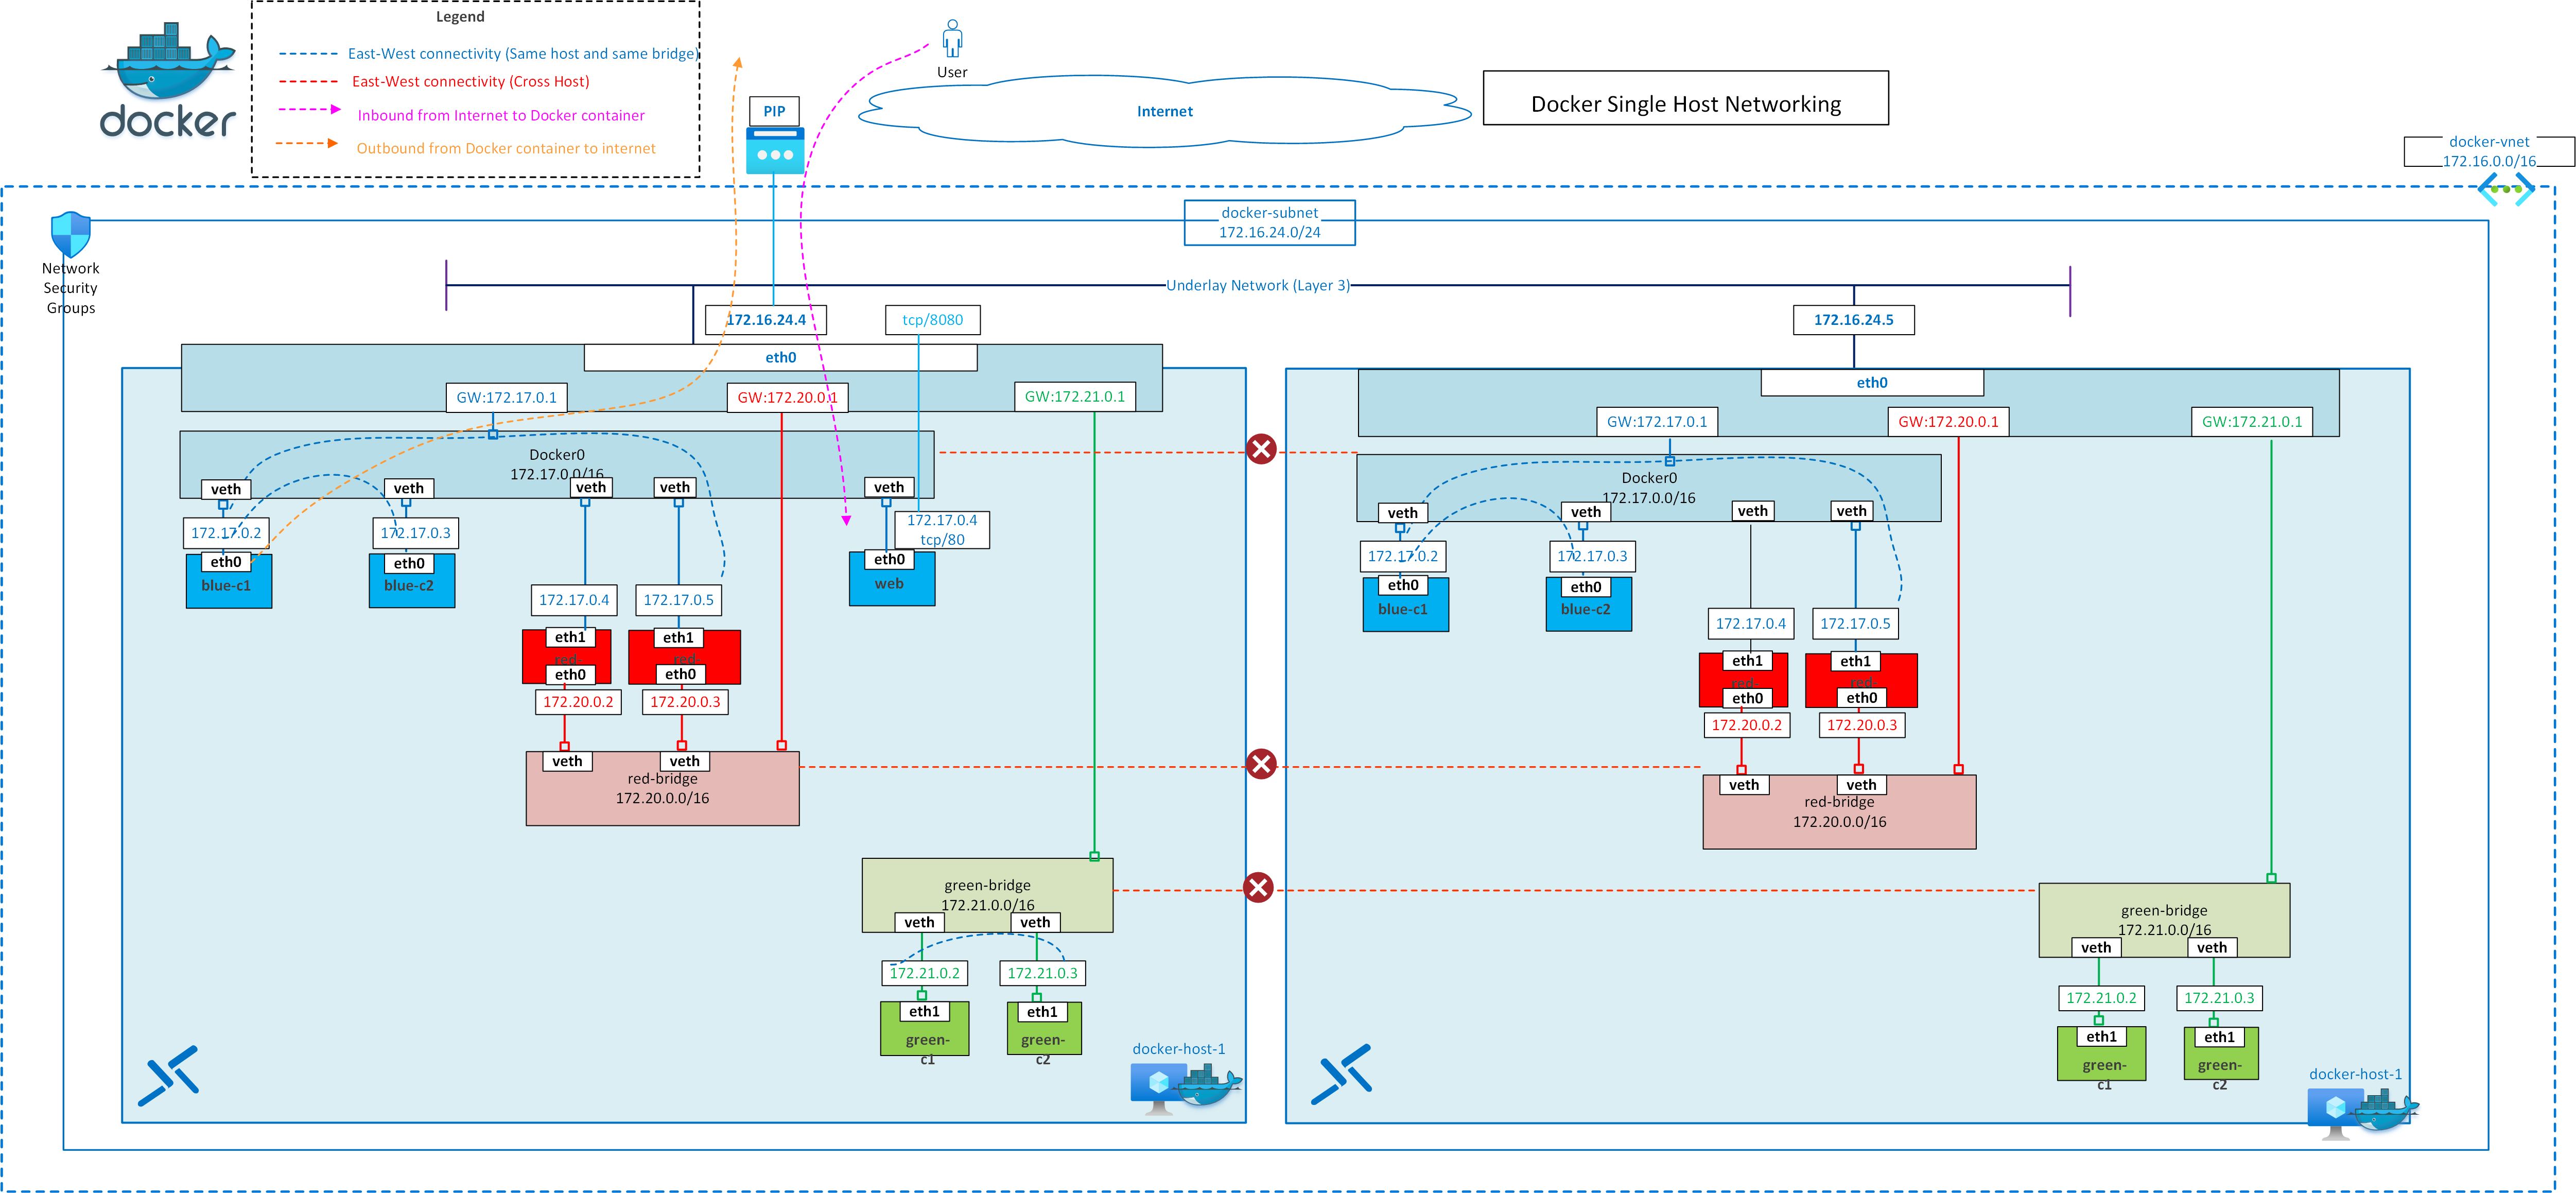 docker
Legend
East-West connectivity (Same host and same bridge)
East-West connectivity (Cross Host)
Inbound from Internet to Docker container
Outbound from Docker container to internet
PIP
User
Internet
Docker Single Host Networking
docker-vnet
172.16.0.0/16
docker-subnet
172.16.24.0/24
Network
Security
Groups
Underlay Network (Layer 3)
172.16.24.4
tcp/8080
eth0
GW:172.17.0.1
GW:172.20.0.1
GW:172.21.0.1
Docker0
172.17.0.0/16
veth
veth
veth
veth
veth
172.17.0.2
172.17.0.3
172.17.0.4
tcp/80
eth0
blue-c1
eth0
blue-c2
eth0
web
172.17.0.4
172.17.0.5
eth1
red-
eth0
eth1
red-
eth0
172.20.0.2
172.20.0.3
veth
veth
red-bridge
172.20.0.0/16
green-bridge
172.21.0.0/16
veth
veth
172.21.0.2
172.21.0.3
eth1
green-
c1
eth1
green-
c2
docker-host-1
172.16.24.5
eth0
GW:172.17.0.1
GW:172.20.0.1
GW:172.21.0.1
Docker0
172.17.0.0/16
veth
veth
veth
veth
172.17.0.2
172.17.0.3
eth0
blue-c1
eth0
blue-c2
172.17.0.4
172.17.0.5
eth1
red-
eth0
eth1
red-
eth0
172.20.0.2
172.20.0.3
veth
veth
red-bridge
172.20.0.0/16
green-bridge
172.21.0.0/16
veth
veth
172.21.0.2
172.21.0.3
eth1
green-
c1
eth1
green-
c2
docker-host-1